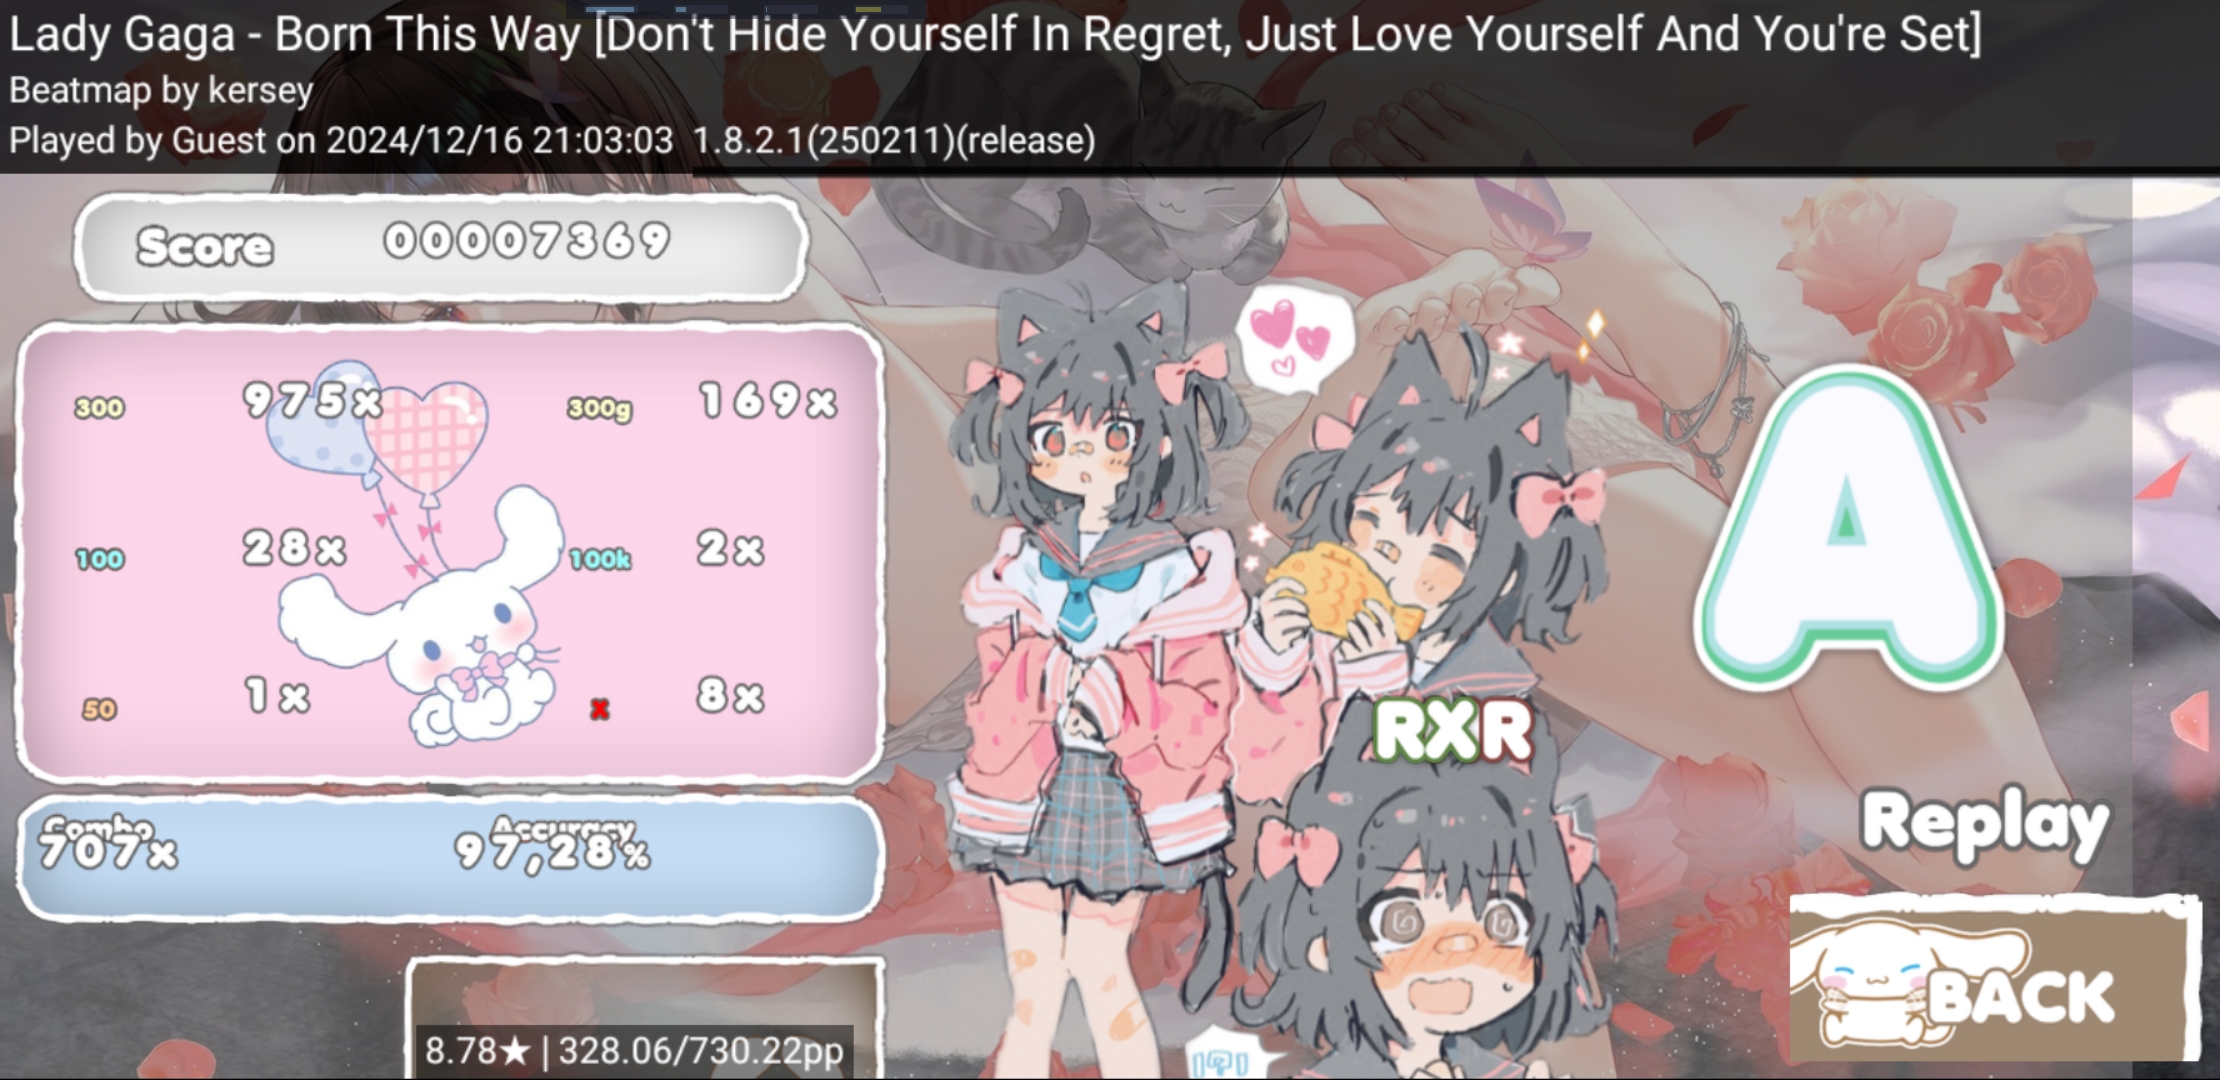 Lady Gaga - Born This Way [Don't Hide Yourself In Regret, Just Love Yourself And You're Set]
Beatmap by kersey
Played by Guest on 2024/12/16 21:03:03  1.8.2.1(250211)(release)
Score 00007369
300 975x 300g 169x
100 28x 100k 2x
50 1x x 8x
Combo Accuracy
707x 97,28%
A
RXR
Replay
BACK
8.78★ | 328.06/730.22pp